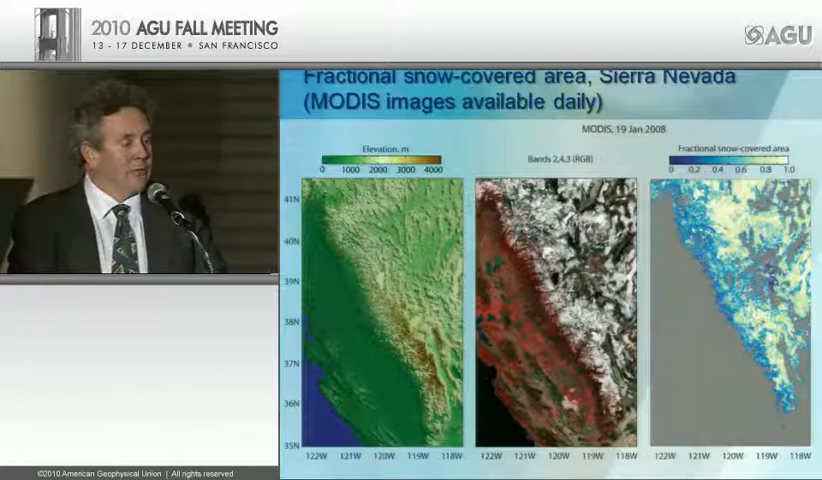 2010 AGU FALL MEETING
13 - 17 DECEMBER • SAN FRANCISCO
AGU
Fractional snow-covered area, Sierra Nevada
(MODIS images available daily)
MODIS, 19 Jan 2008
Elevation, m
0 1000 2000 3000 4000
Bands 2,4,3 (RGB)
Fractional snow-covered area
0 0.2 0.4 0.6 0.8 1.0
41N
40N
39N
38N
37N
36N
35N
122W 121W 120W 119W 118W
122W 121W 120W 119W 118W
122W 121W 120W 119W 118W
©2010 American Geophysical Union | All rights reserved